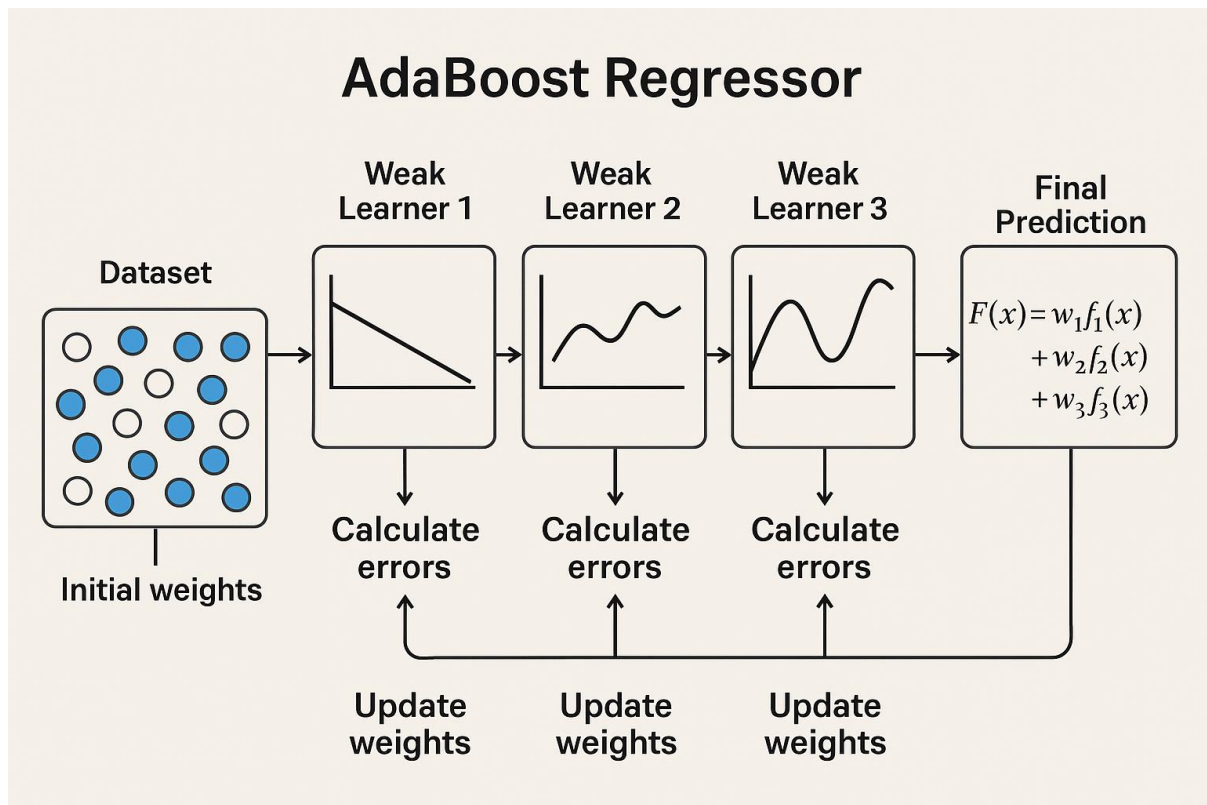 AdaBoost Regressor
Weak
Learner 1
Weak
Learner 2
Weak
Learner 3
Final
Prediction
Dataset
F(x) = w₁f₁(x)
+ w₂f₂(x)
+ w₃f₃(x)
Initial weights
Calculate
errors
Calculate
errors
Calculate
errors
Update
weights
Update
weights
Update
weights